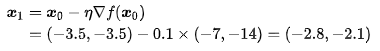 x₁ = x₀ − η∇f(x₀)
= (−3.5, −3.5) − 0.1 × (−7, −14) = (−2.8, −2.1)